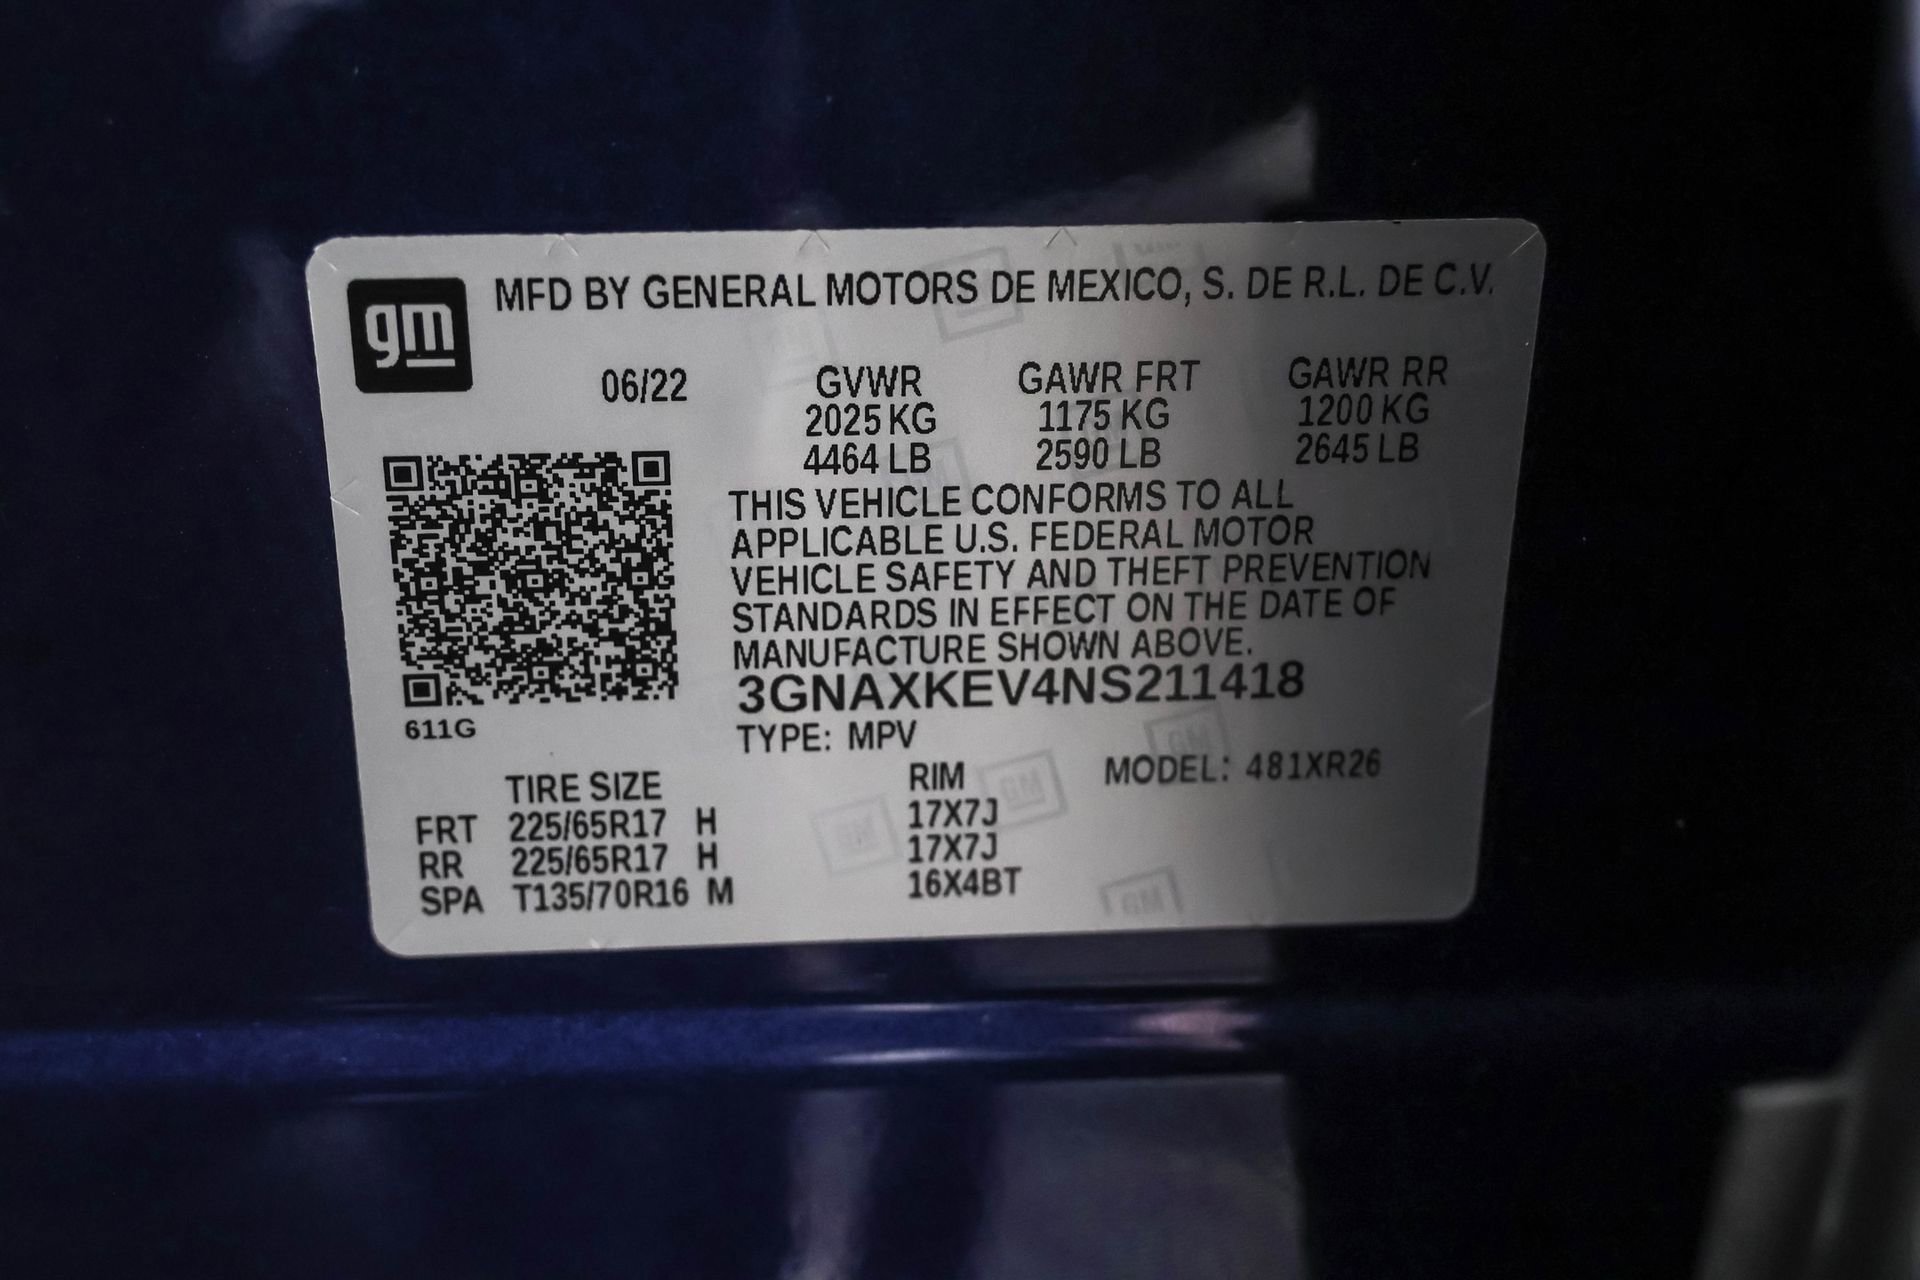 gm
MFD BY GENERAL MOTORS DE MEXICO, S. DE R.L. DE C.V.
06/22 GVWR GAWR FRT GAWR RR
2025 KG 1175 KG 1200 KG
4464 LB 2590 LB 2645 LB
THIS VEHICLE CONFORMS TO ALL
APPLICABLE U.S. FEDERAL MOTOR
VEHICLE SAFETY AND THEFT PREVENTION
STANDARDS IN EFFECT ON THE DATE OF
MANUFACTURE SHOWN ABOVE.
3GNAXKEV4NS211418
611G
TYPE: MPV
TIRE SIZE RIM MODEL: 481XR26
FRT 225/65R17 H 17X7J
RR 225/65R17 H 17X7J
SPA T135/70R16 M 16X4BT
GM
GM
GM